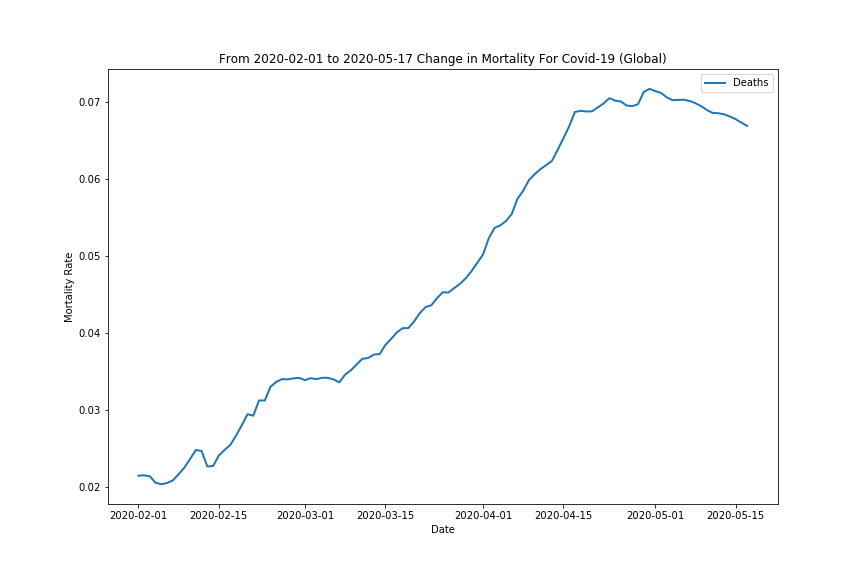 From 2020-02-01 to 2020-05-17 Change in Mortality For Covid-19 (Global)
Deaths
0.07
0.06
0.05
0.04
0.03
0.02
Mortality Rate
2020-02-01 2020-02-15 2020-03-01 2020-03-15 2020-04-01 2020-04-15 2020-05-01 2020-05-15
Date